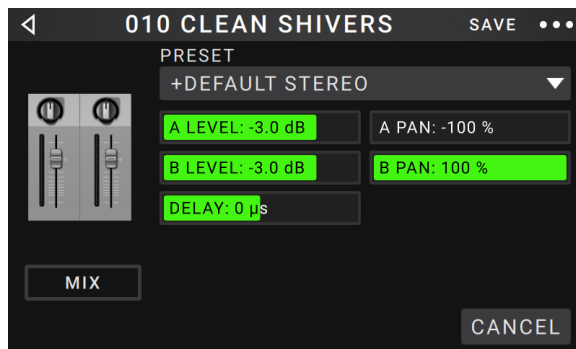 010 CLEAN SHIVERS SAVE
PRESET
+DEFAULT STEREO
A LEVEL: -3.0 dB A PAN: -100 %
B LEVEL: -3.0 dB B PAN: 100 %
DELAY: 0 µs
MIX
CANCEL